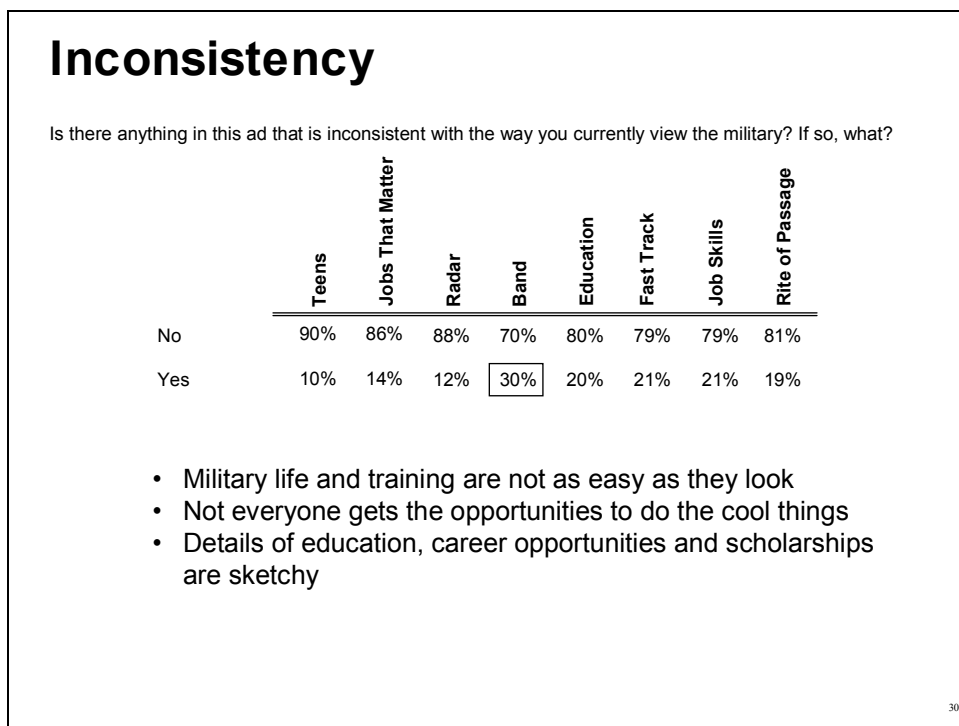 Inconsistency
Is there anything in this ad that is inconsistent with the way you currently view the military? If so, what?
Teens Jobs That Matter Radar Band Education Fast Track Job Skills Rite of Passage
No 90% 86% 88% 70% 80% 79% 79% 81%
Yes 10% 14% 12% 30% 20% 21% 21% 19%
• Military life and training are not as easy as they look
• Not everyone gets the opportunities to do the cool things
• Details of education, career opportunities and scholarships
are sketchy
30